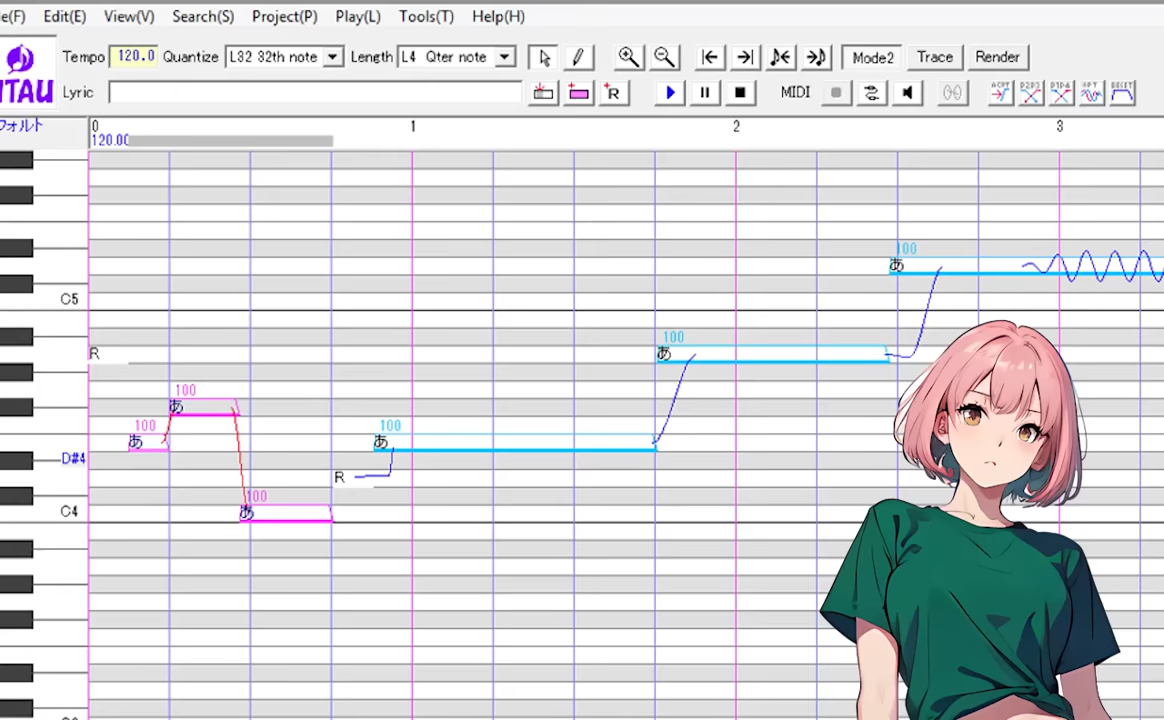 e(F) Edit(E) View(V) Search(S) Project(P) Play(L) Tools(T) Help(H)
Tempo 120.0 Quantize L32 32th note Length L4 Qter note Mode2 Trace Render
UTAU Lyric +R MIDI
フォルト
0 1 2 3
120.00
100
あ
C5
100
R あ
100
あ
100 100
あ あ
D#4
R
100
C4 あ